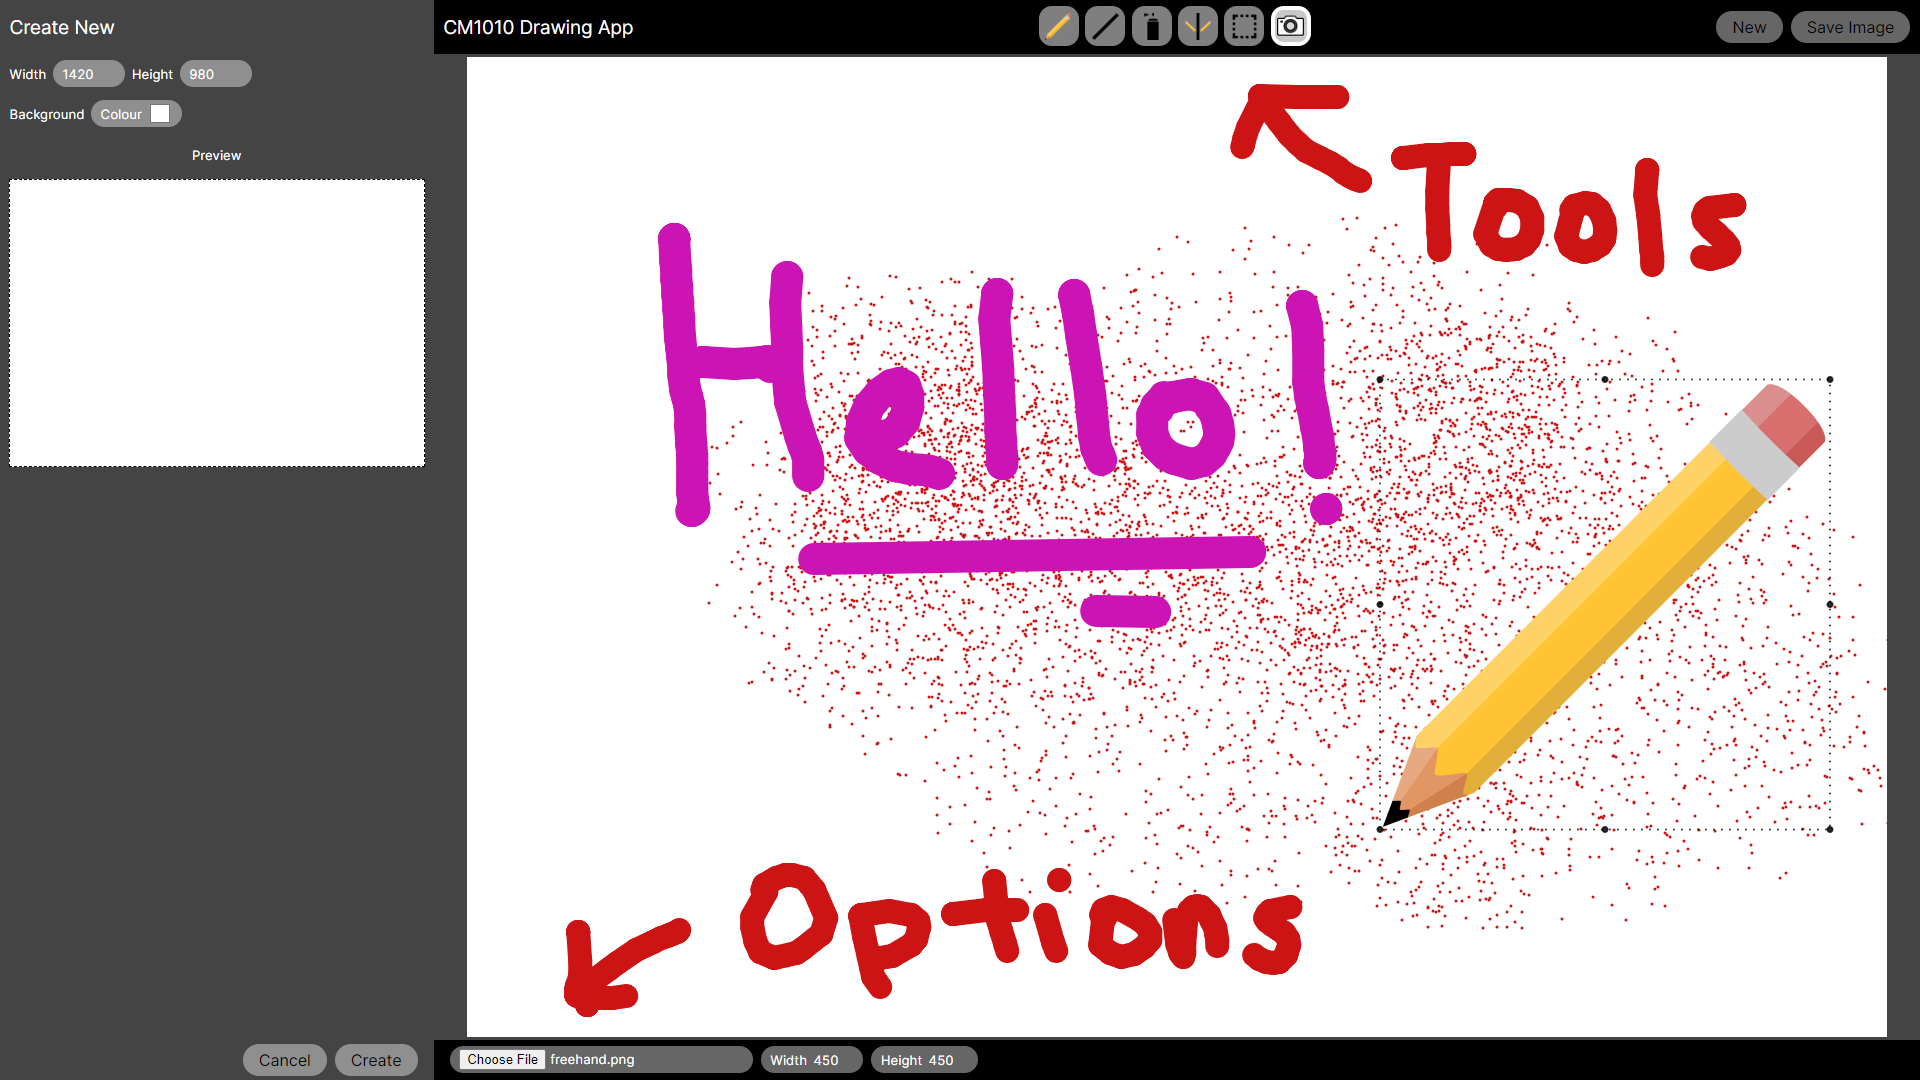 Create New
Width 1420 Height 980
Background Colour
Preview
Cancel Create
CM1010 Drawing App
New Save Image
Tools
Hello!
Options
Choose File freehand.png Width 450 Height 450